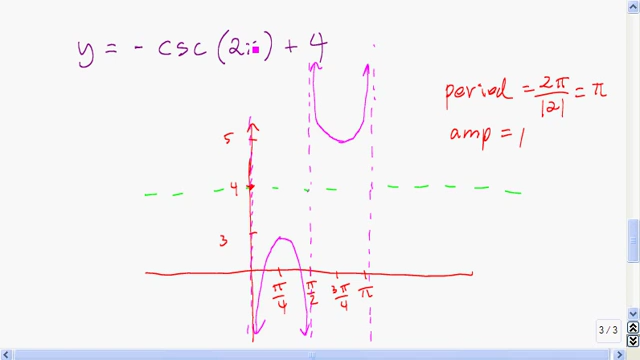 y = - csc (2x) + 4
period = 2π/|2| = π
amp = 1
5
4
3
π/4
π/2
3π/4
π
3 / 3